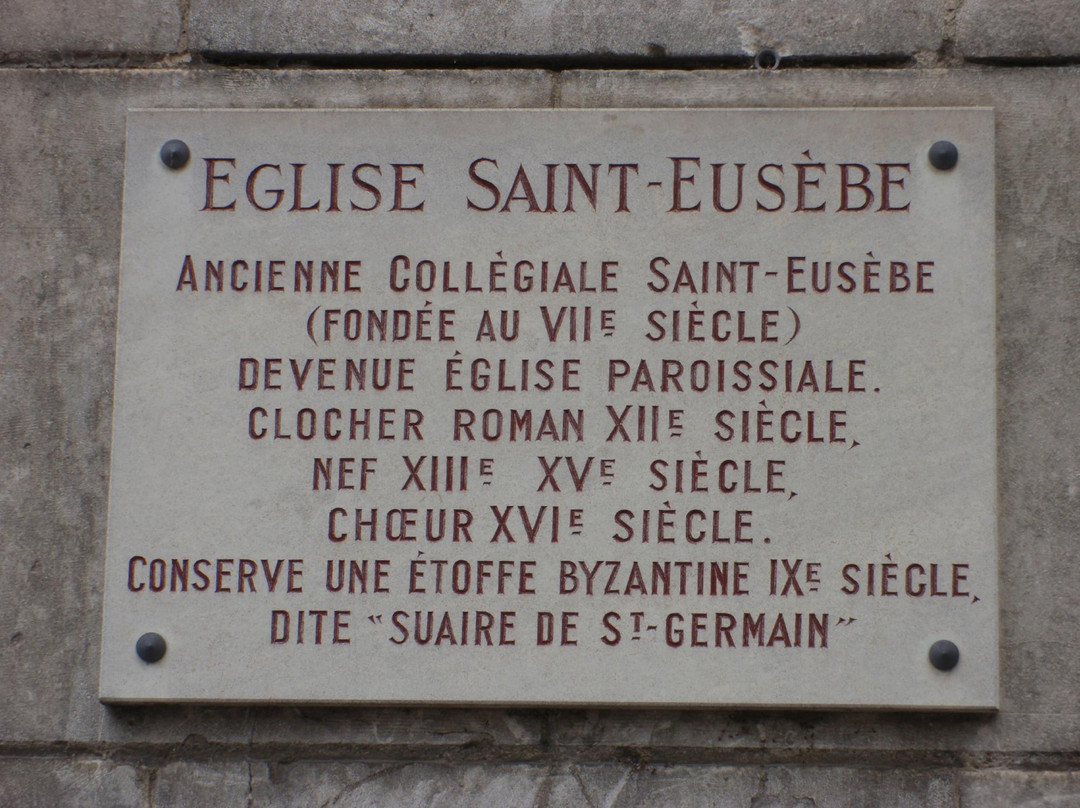 EGLISE SAINT-EUSÈBE
ANCIENNE COLLÈGIALE SAINT-EUSÈBE
(FONDÉE AU VIIE SIÈCLE)
DEVENUE ÉGLISE PAROISSIALE.
CLOCHER ROMAN XIIE SIÈCLE,
NEF XIIIE XVE SIÈCLE,
CHŒUR XVIE SIÈCLE.
CONSERVE UNE ÉTOFFE BYZANTINE IXE SIÈCLE,
DITE "SUAIRE DE ST-GERMAIN"